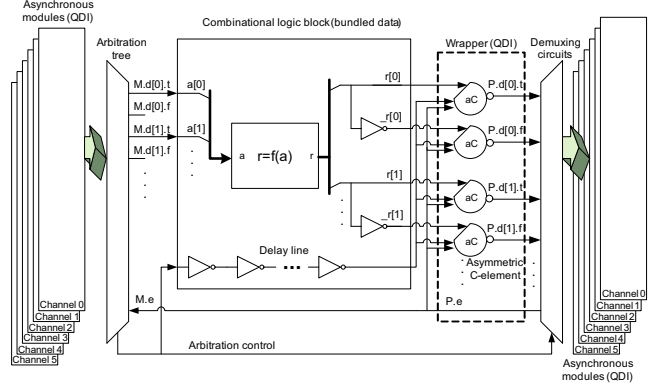 Asynchronous
modules (QDI)
Combinational logic block(bundled data)
Arbitration
tree
Wrapper(QDI)
Demuxing
circuits
M.d[0].t
a[0]
M.d[0].f
M.d[1].t
a[1]
M.d[1].f
a
r=f(a)
r
r[0]
_r[0]
r[1]
_r[1]
aC
aC
aC
aC
P.d[0].t
P.d[0].f
P.d[1].t
P.d[1].f
Asymmetric
C-element
Delay line
M.e
P.e
Arbitration control
Channel 0
Channel 1
Channel 2
Channel 3
Channel 4
Channel 5
Channel 0
Channel 1
Channel 2
Channel 3
Channel 4
Channel 5
Asynchronous
modules (QDI)